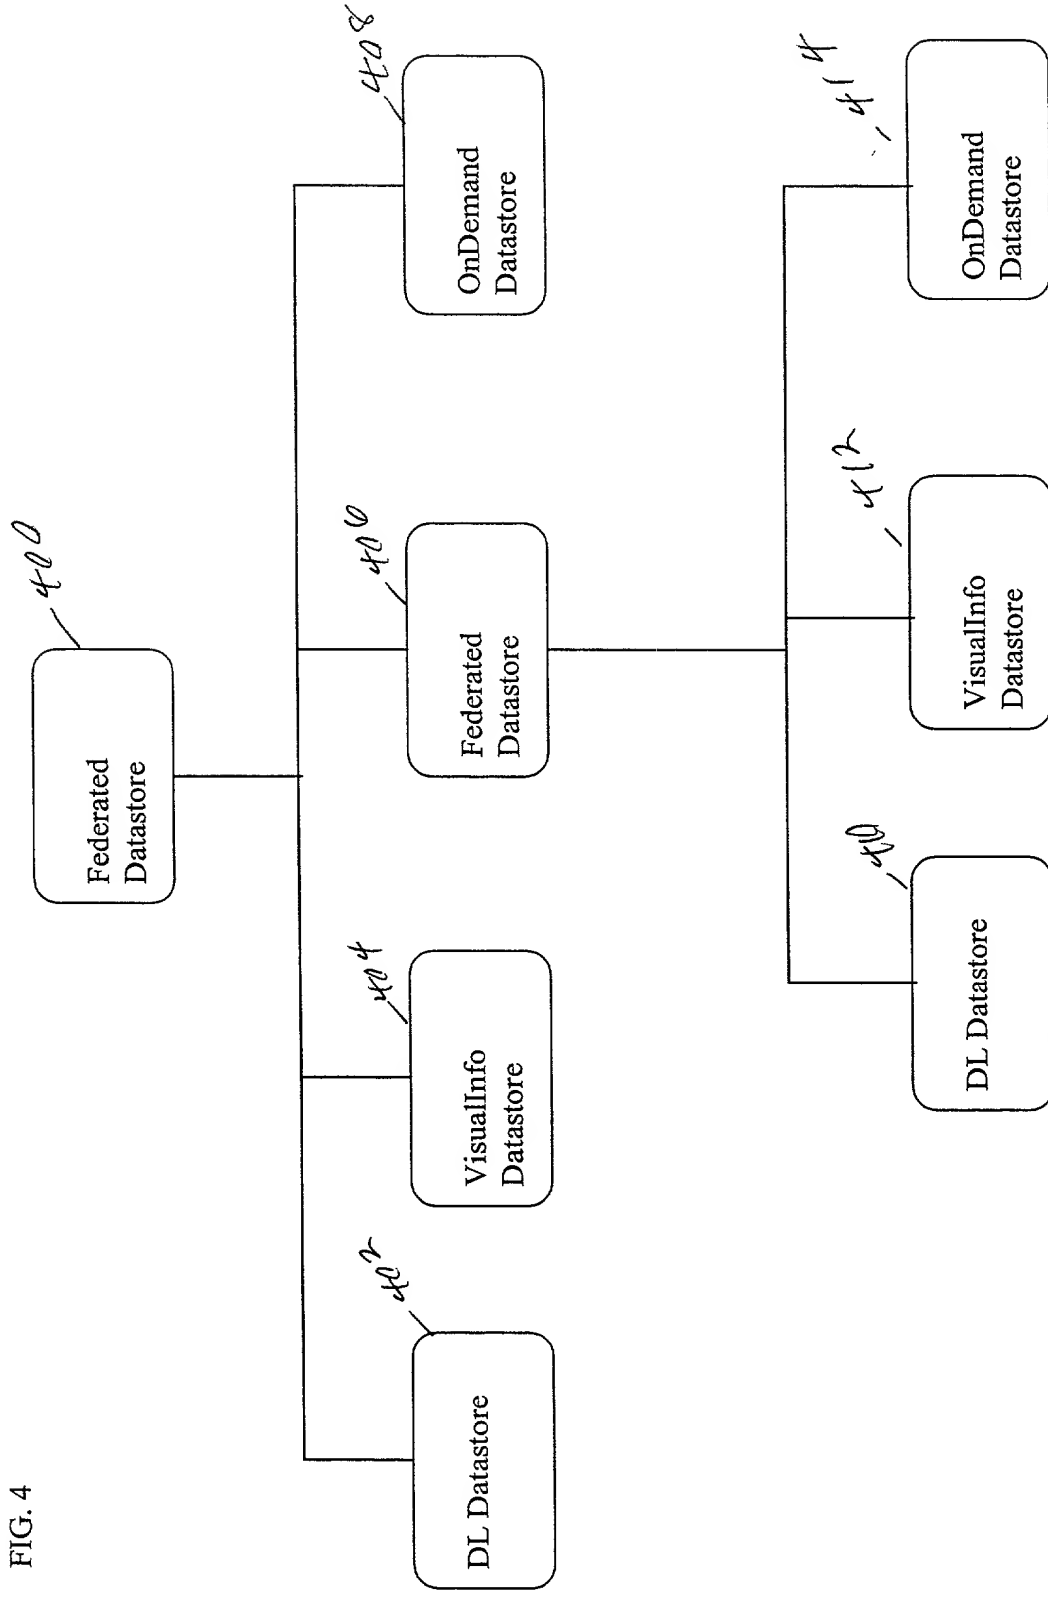 FIG. 4
400
Federated
Datastore
402
404
406
408
DL Datastore
VisualInfo
Datastore
Federated
Datastore
OnDemand
Datastore
410
412
414
DL Datastore
VisualInfo
Datastore
OnDemand
Datastore